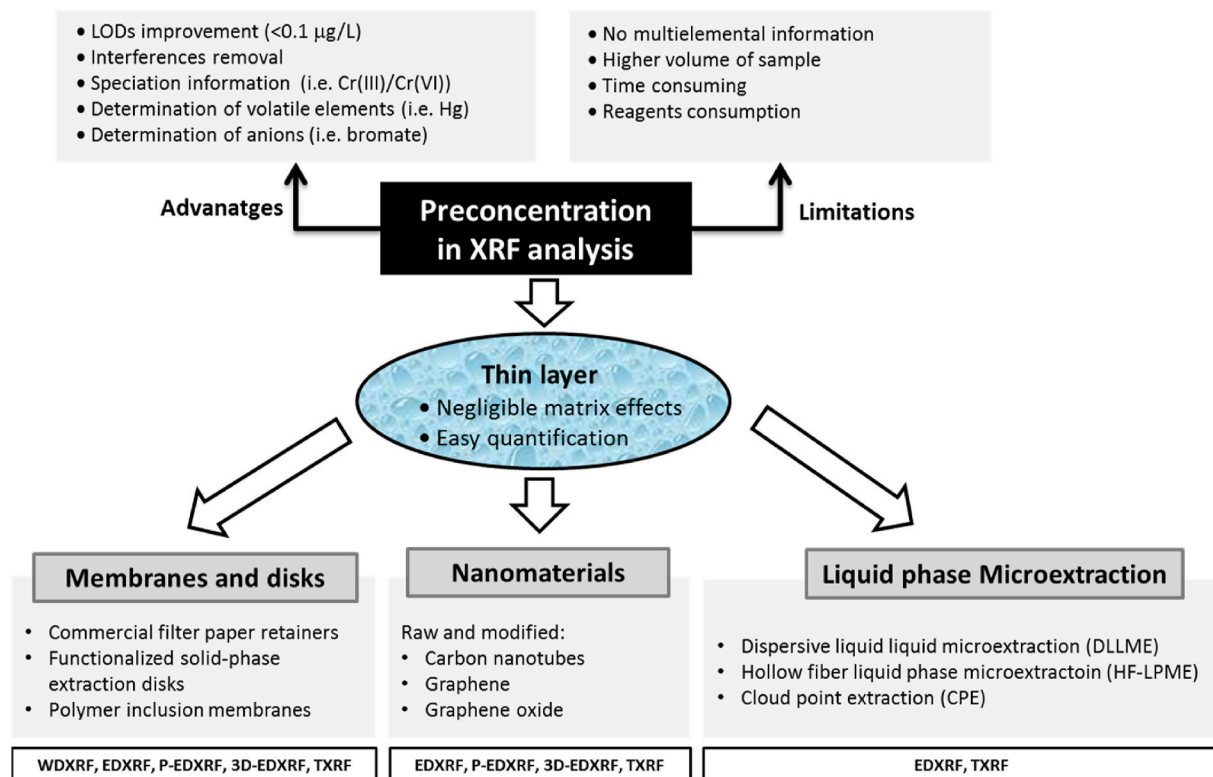 • LODs improvement (<0.1 µg/L)
• Interferences removal
• Speciation information (i.e. Cr(III)/Cr(VI))
• Determination of volatile elements (i.e. Hg)
• Determination of anions (i.e. bromate)
• No multielemental information
• Higher volume of sample
• Time consuming
• Reagents consumption
Advanatges
Preconcentration
in XRF analysis
Limitations
Thin layer
• Negligible matrix effects
• Easy quantification
Membranes and disks
• Commercial filter paper retainers
• Functionalized solid-phase
extraction disks
• Polymer inclusion membranes
WDXRF, EDXRF, P-EDXRF, 3D-EDXRF, TXRF
Nanomaterials
Raw and modified:
• Carbon nanotubes
• Graphene
• Graphene oxide
EDXRF, P-EDXRF, 3D-EDXRF, TXRF
Liquid phase Microextraction
• Dispersive liquid liquid microextraction (DLLME)
• Hollow fiber liquid phase microextractoin (HF-LPME)
• Cloud point extraction (CPE)
EDXRF, TXRF